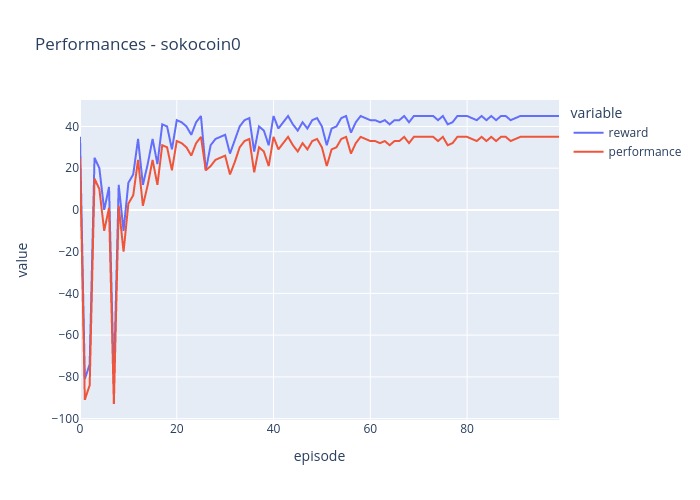 Performances - sokocoin0
variable
reward
performance
40
20
0
−20
−40
−60
−80
−100
value
0
20
40
60
80
episode